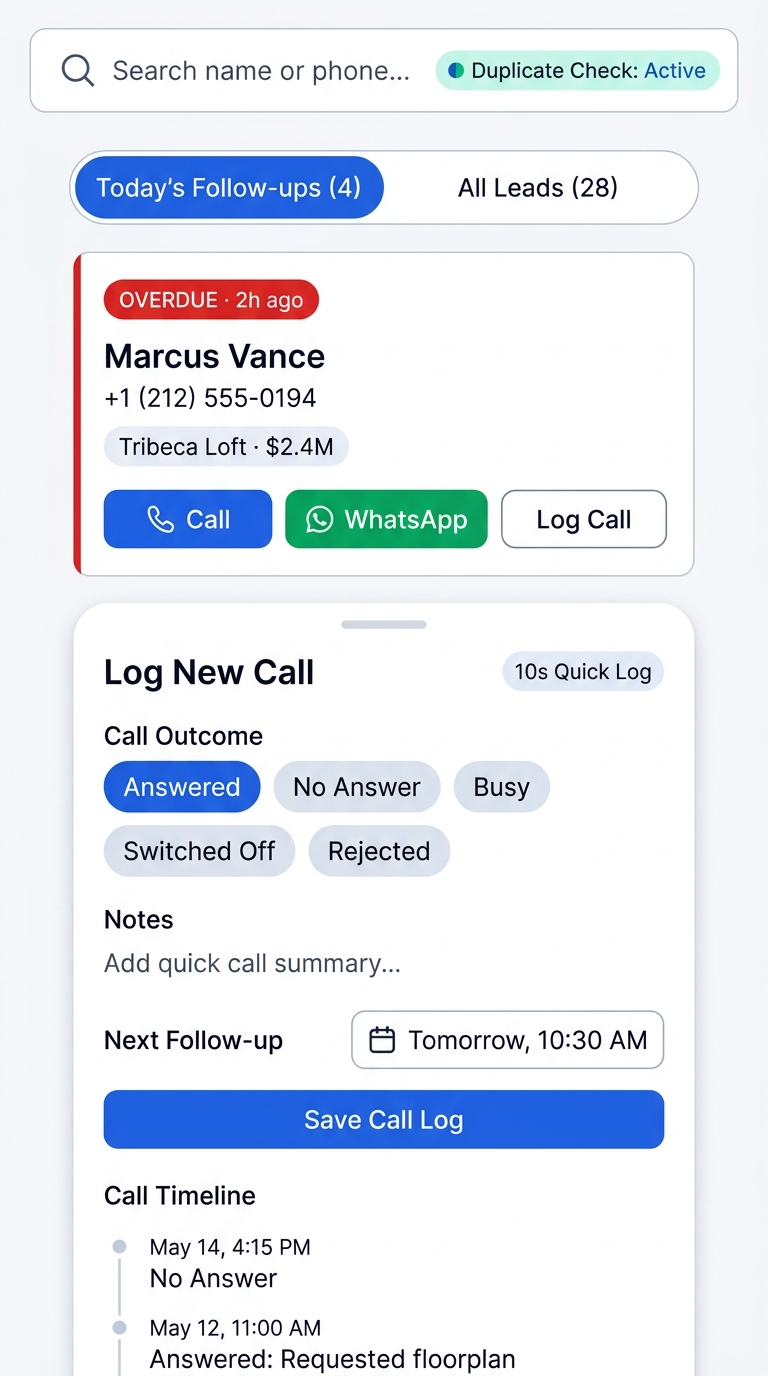 Search name or phone...
Duplicate Check: Active
Today’s Follow-ups (4)
All Leads (28)
OVERDUE · 2h ago
Marcus Vance
+1 (212) 555-0194
Tribeca Loft · $2.4M
Call
WhatsApp
Log Call
Log New Call
10s Quick Log
Call Outcome
Answered
No Answer
Busy
Switched Off
Rejected
Notes
Add quick call summary...
Next Follow-up
Tomorrow, 10:30 AM
Save Call Log
Call Timeline
May 14, 4:15 PM
No Answer
May 12, 11:00 AM
Answered: Requested floorplan